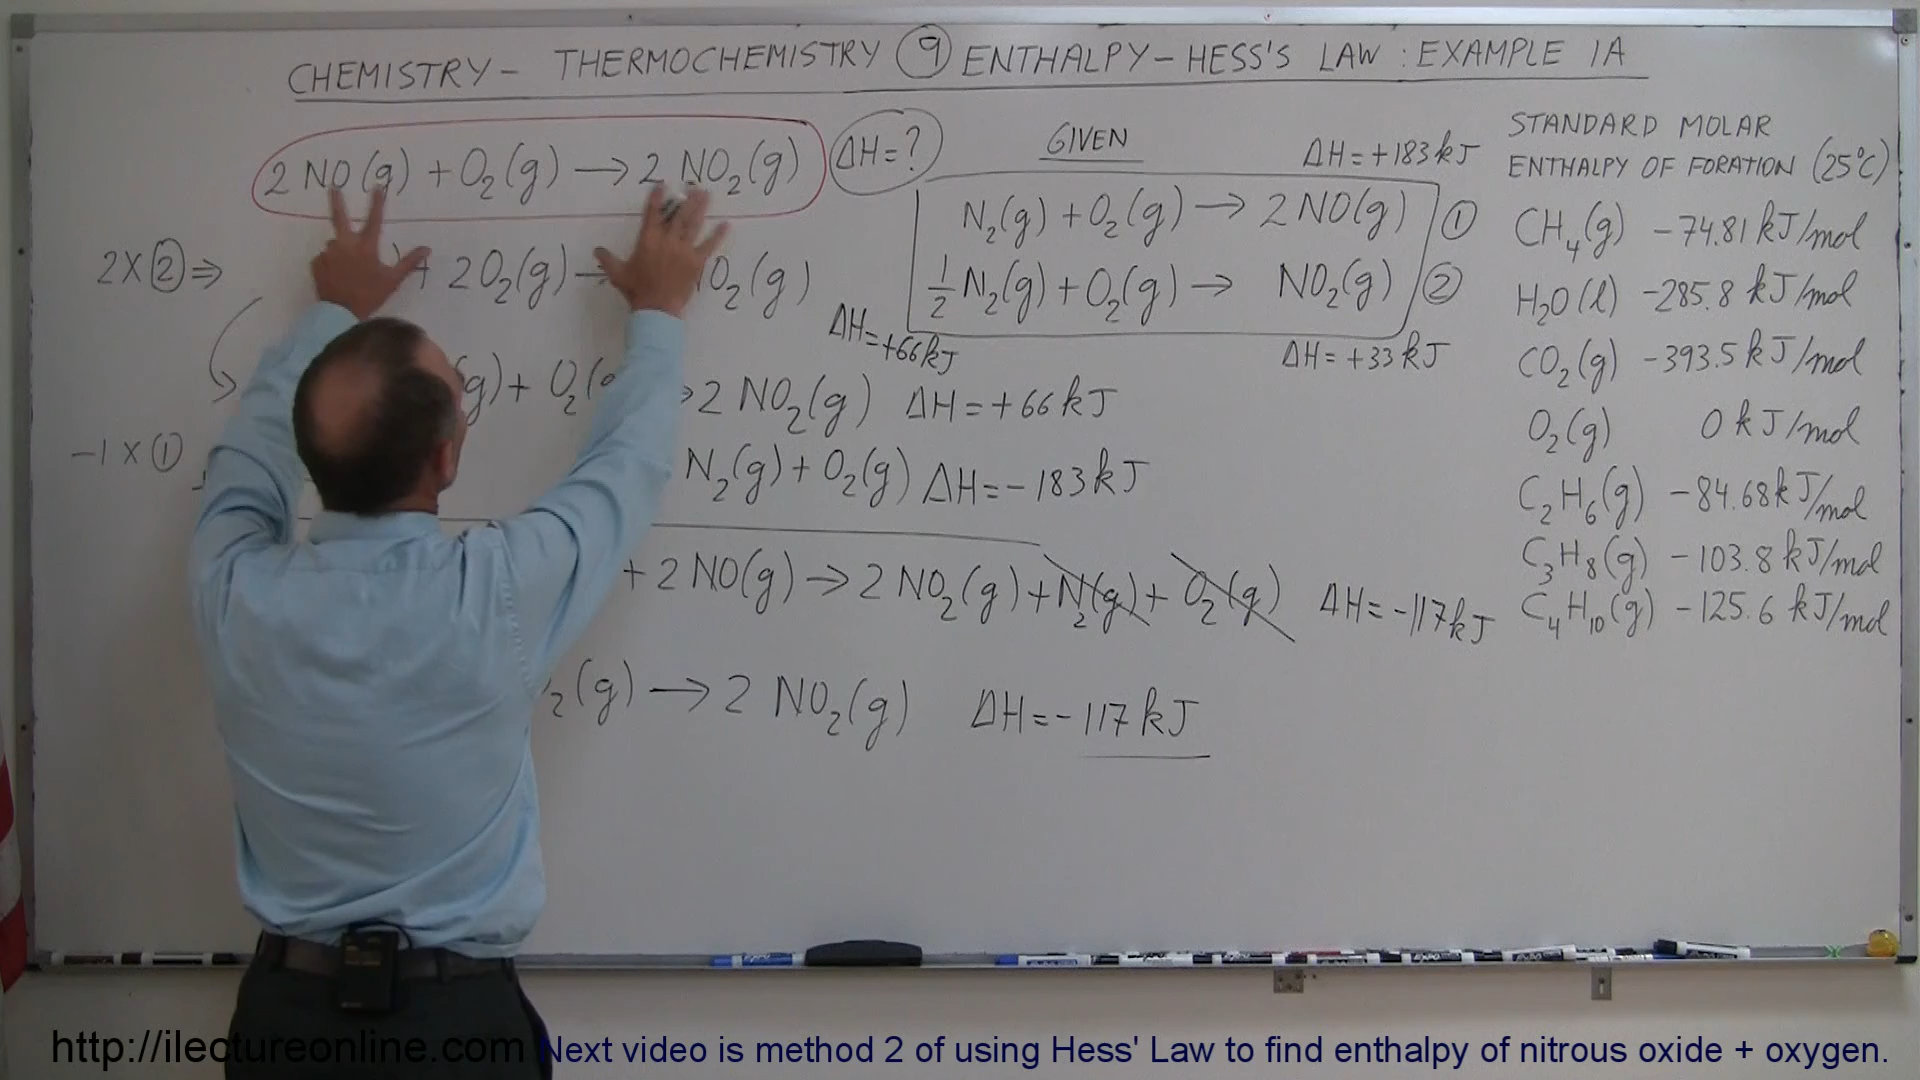 CHEMISTRY - THERMOCHEMISTRY ⑨ ENTHALPY - HESS'S LAW : EXAMPLE 1A
2 NO(g) + O₂(g) → 2 NO₂(g) ΔH = ?
2 × ② ⇒ + 2O₂(g) → O₂(g)
ΔH = +66 kJ
(g) + O₂(g → 2 NO₂(g) ΔH = +66 kJ
-1 × ① N₂(g) + O₂(g) ΔH = -183 kJ
+ 2 NO(g) → 2 NO₂(g) + N₂(g) + O₂(g) ΔH = -117 kJ
₂(g) → 2 NO₂(g) ΔH = -117 kJ
GIVEN
ΔH = +183 kJ
N₂(g) + O₂(g) → 2 NO(g) ①
1/2 N₂(g) + O₂(g) → NO₂(g) ②
ΔH = +33 kJ
STANDARD MOLAR
ENTHALPY OF FORATION (25°C)
CH₄(g) -74.81 kJ/mol
H₂O(l) -285.8 kJ/mol
CO₂(g) -393.5 kJ/mol
O₂(g) 0 kJ/mol
C₂H₆(g) -84.68 kJ/mol
C₃H₈(g) -103.8 kJ/mol
C₄H₁₀(g) -125.6 kJ/mol
http://ilectureonline.com Next video is method 2 of using Hess' Law to find enthalpy of nitrous oxide + oxygen.